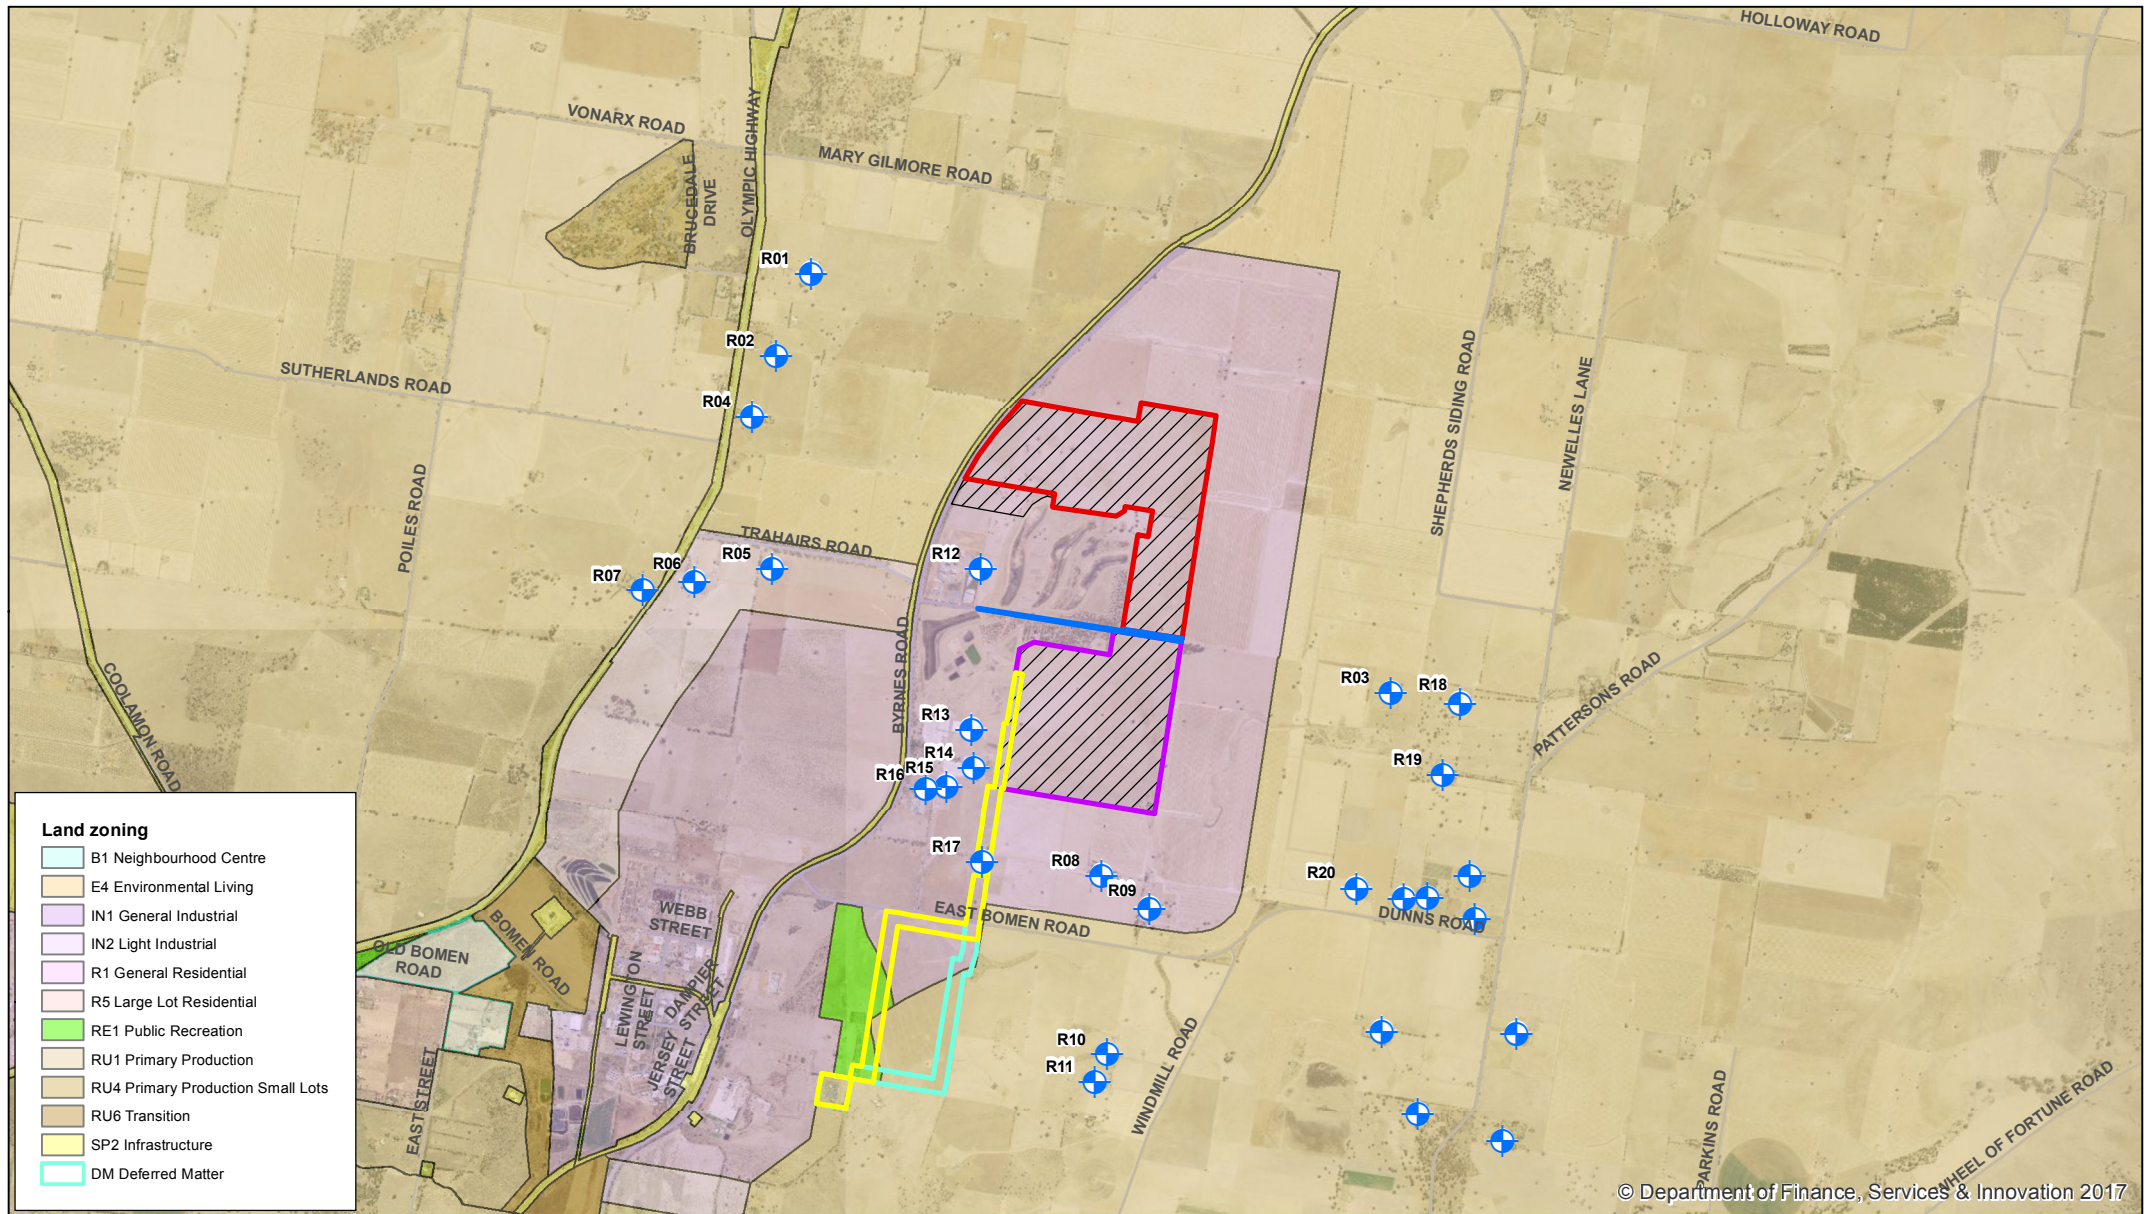 HOLLOWAY ROAD
VONARX ROAD
OLYMPIC HIGHWAY
MARY GILMORE ROAD
BRUCEDALE
DRIVE
R01
R02
SUTHERLANDS ROAD
R04
SHEPHERDS SIDING ROAD
NEWELLES LANE
POILES ROAD
TRAHAIRS ROAD
R05
R12
R06
R07
BYRNES ROAD
COOLAMON ROAD
PATTERSONS ROAD
R03
R18
R13
R14
R15
R16
R19
R17
R08
R09
R20
EAST BOMEN ROAD
DUNNS ROAD
WEBB
STREET
OLD BOMEN
ROAD
BOMEN ROAD
LEWINGTON
STREET
DAMPIER
STREET
JERSEY
STREET
EAST STREET
R10
R11
WINDMILL ROAD
PARKINS ROAD
WHEEL OF FORTUNE ROAD
Land zoning
B1 Neighbourhood Centre
E4 Environmental Living
IN1 General Industrial
IN2 Light Industrial
R1 General Residential
R5 Large Lot Residential
RE1 Public Recreation
RU1 Primary Production
RU4 Primary Production Small Lots
RU6 Transition
SP2 Infrastructure
DM Deferred Matter
© Department of Finance, Services & Innovation 2017